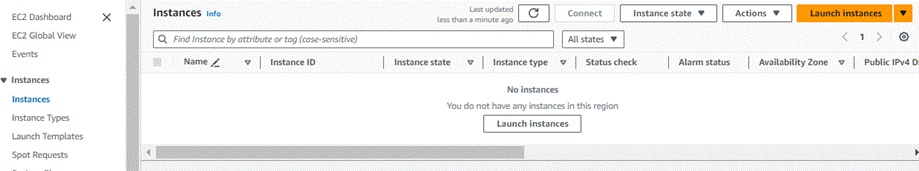 EC2 Dashboard
EC2 Global View
Events
Instances
Instances
Instance Types
Launch Templates
Spot Requests
Instances Info
Last updated
less than a minute ago
Connect
Instance state
Actions
Launch instances
Find Instance by attribute or tag (case-sensitive)
All states
1
Name Instance ID Instance state Instance type Status check Alarm status Availability Zone Public IPv4 D
No instances
You do not have any instances in this region
Launch instances